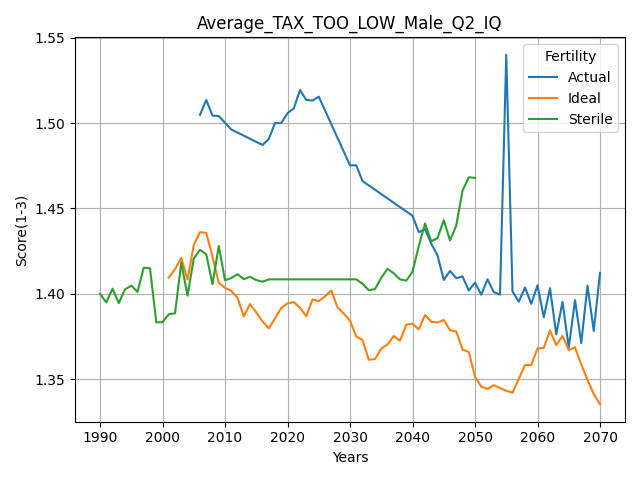 Average_TAX_TOO_LOW_Male_Q2_IQ
Fertility
Actual
Ideal
Sterile
Score(1-3)
1.55
1.50
1.45
1.40
1.35
1990 2000 2010 2020 2030 2040 2050 2060 2070
Years